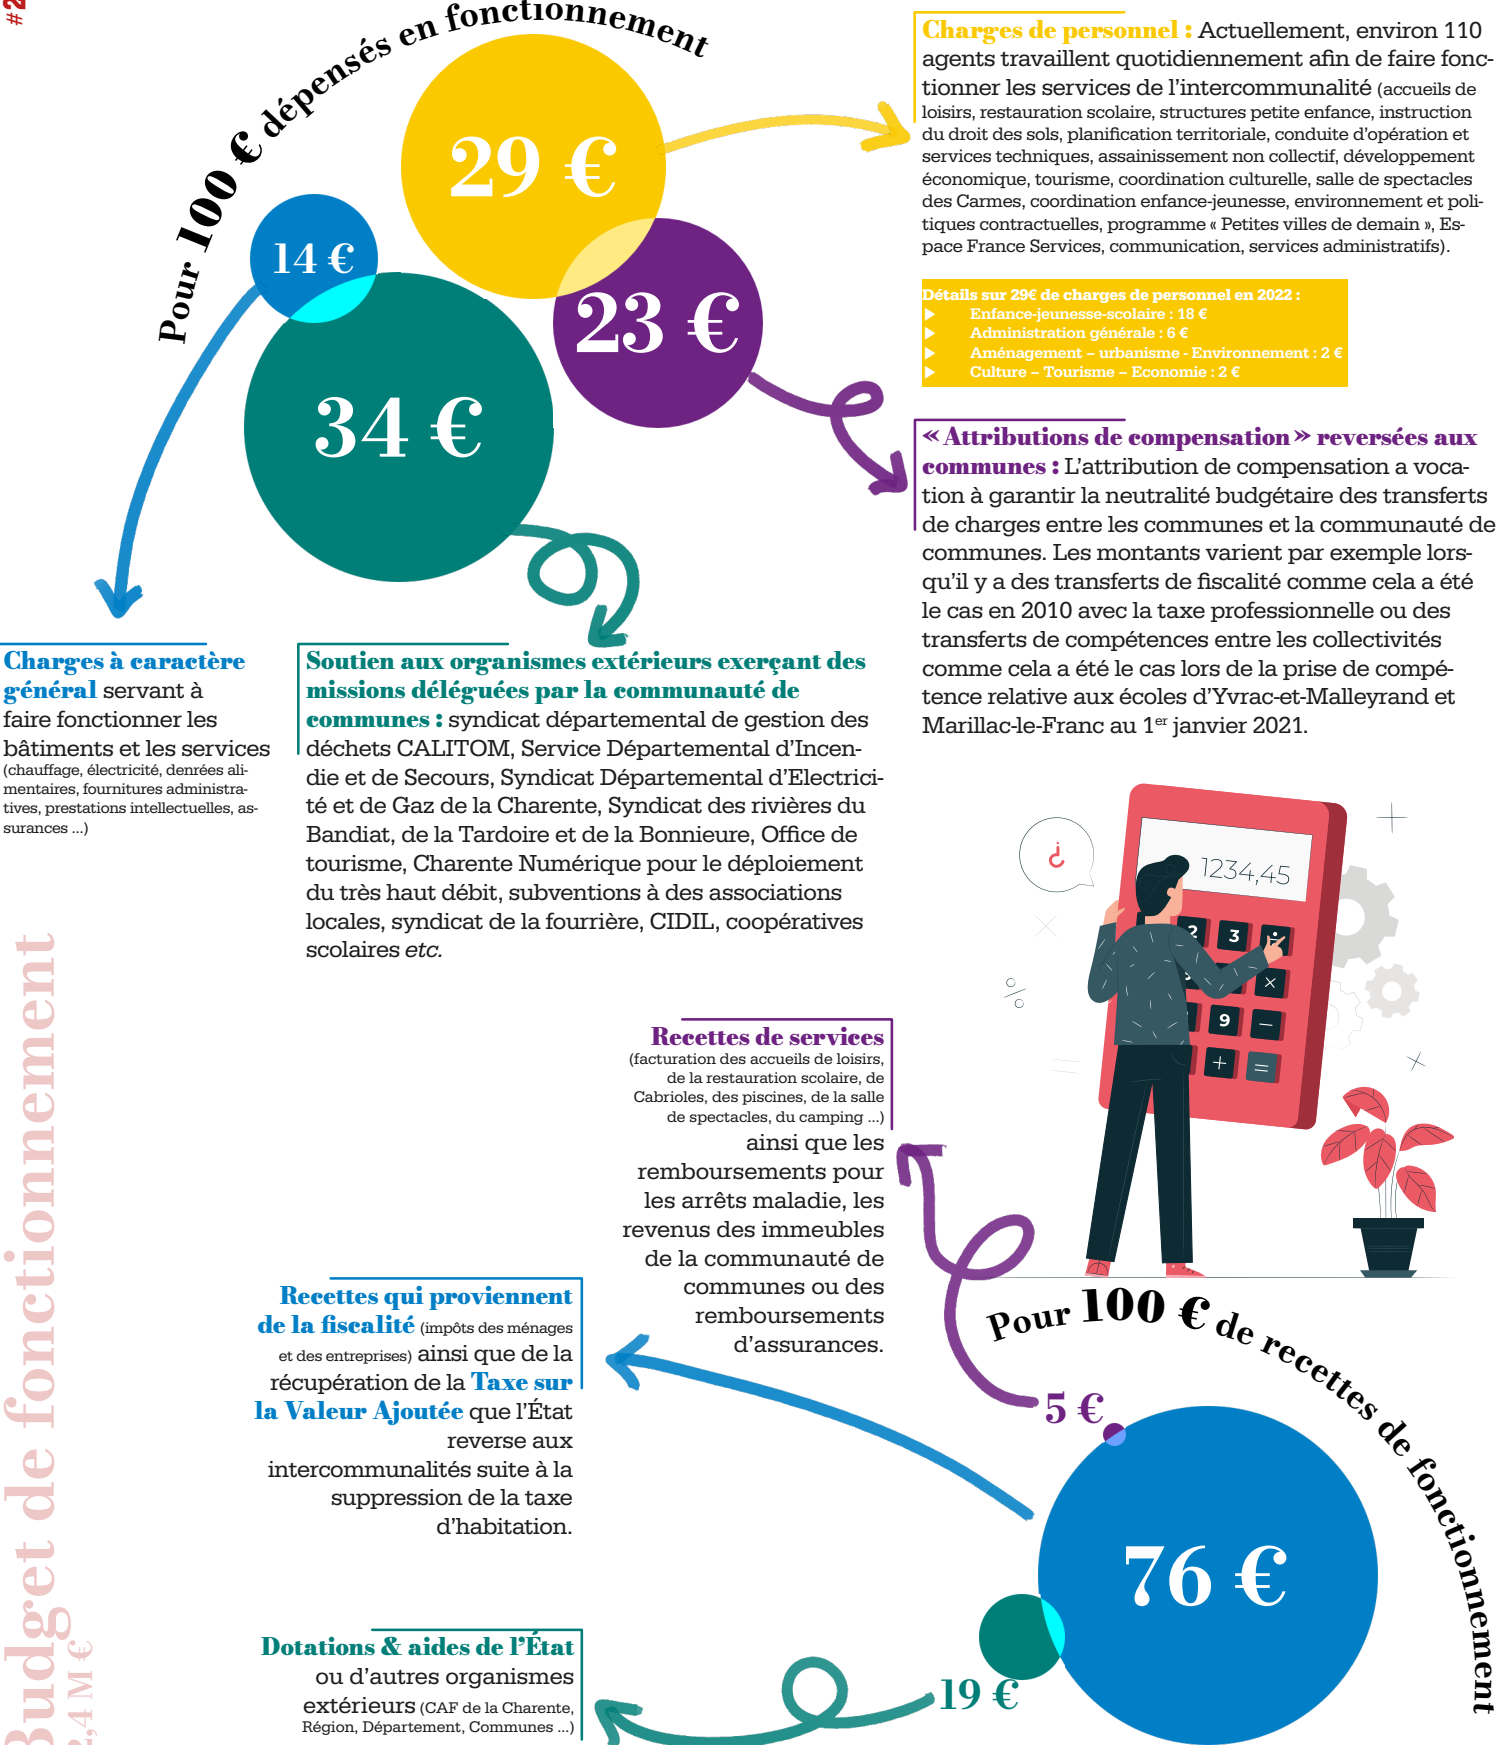 Pour 100 € dépensés en fonctionnement
29 €
14 €
23 €
34 €
Charges de personnel : Actuellement, environ 110
agents travaillent quotidiennement afin de faire fonc-
tionner les services de l'intercommunalité (accueils de
loisirs, restauration scolaire, structures petite enfance, instruction
du droit des sols, planification territoriale, conduite d'opération et
services techniques, assainissement non collectif, développement
économique, tourisme, coordination culturelle, salle de spectacles
des Carmes, coordination enfance-jeunesse, environnement et poli-
tiques contractuelles, programme « Petites villes de demain », Es-
pace France Services, communication, services administratifs).
Détails sur 29€ de charges de personnel en 2022 :
Enfance-jeunesse-scolaire : 18 €
Administration générale : 6 €
Aménagement – urbanisme - Environnement : 2 €
Culture – Tourisme – Economie : 2 €
« Attributions de compensation » reversées aux
communes : L'attribution de compensation a voca-
tion à garantir la neutralité budgétaire des transferts
de charges entre les communes et la communauté de
communes. Les montants varient par exemple lors-
qu'il y a des transferts de fiscalité comme cela a été
le cas en 2010 avec la taxe professionnelle ou des
transferts de compétences entre les collectivités
comme cela a été le cas lors de la prise de compé-
tence relative aux écoles d'Yvrac-et-Malleyrand et
Marillac-le-Franc au 1er janvier 2021.
Charges à caractère
général servant à
faire fonctionner les
bâtiments et les services
(chauffage, électricité, denrées ali-
mentaires, fournitures administra-
tives, prestations intellectuelles, as-
surances ...)
Soutien aux organismes extérieurs exerçant des
missions déléguées par la communauté de
communes : syndicat départemental de gestion des
déchets CALITOM, Service Départemental d'Incen-
die et de Secours, Syndicat Départemental d'Electrici-
té et de Gaz de la Charente, Syndicat des rivières du
Bandiat, de la Tardoire et de la Bonnieure, Office de
tourisme, Charente Numérique pour le déploiement
du très haut débit, subventions à des associations
locales, syndicat de la fourrière, CIDIL, coopératives
scolaires etc.
¿
1234,45
2 3 ÷
×
9 –
+ =
%
Recettes de services
(facturation des accueils de loisirs,
de la restauration scolaire, de
Cabrioles, des piscines, de la salle
de spectacles, du camping ...)
ainsi que les
remboursements pour
les arrêts maladie, les
revenus des immeubles
de la communauté de
communes ou des
remboursements
d'assurances.
Recettes qui proviennent
de la fiscalité (impôts des ménages
et des entreprises) ainsi que de la
récupération de la Taxe sur
la Valeur Ajoutée que l'État
reverse aux
intercommunalités suite à la
suppression de la taxe
d'habitation.
Dotations & aides de l'État
ou d'autres organismes
extérieurs (CAF de la Charente,
Région, Département, Communes ...)
Pour 100 € de recettes de fonctionnement
5 €
76 €
19 €
Budget de fonctionnement
2,4 M €
#2